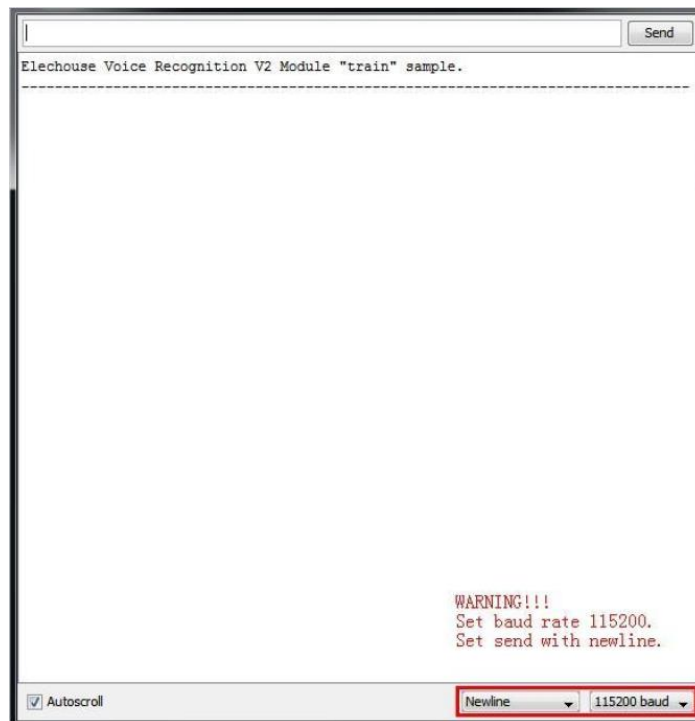 Send
Elechouse Voice Recognition V2 Module "train" sample.
--------------------------------------------------------------------------------
WARNING!!!
Set baud rate 115200.
Set send with newline.
Autoscroll
Newline
115200 baud